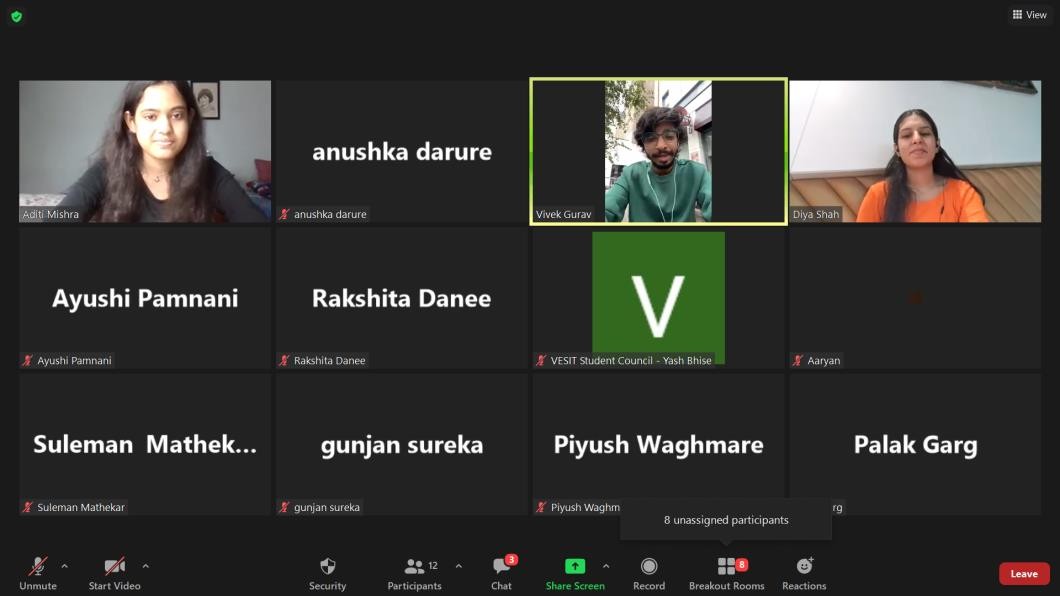 View
Aditi Mishra
anushka darure
anushka darure
Vivek Gurav
Diya Shah
Ayushi Pamnani
Ayushi Pamnani
Rakshita Danee
Rakshita Danee
V
VESIT Student Council - Yash Bhise
Aaryan
Suleman Mathek...
Suleman Mathekar
gunjan sureka
gunjan sureka
Piyush Waghmare
Piyush Waghm
Palak Garg
rg
8 unassigned participants
Unmute
Start Video
Security
12
Participants
3
Chat
Share Screen
Record
8
Breakout Rooms
Reactions
Leave